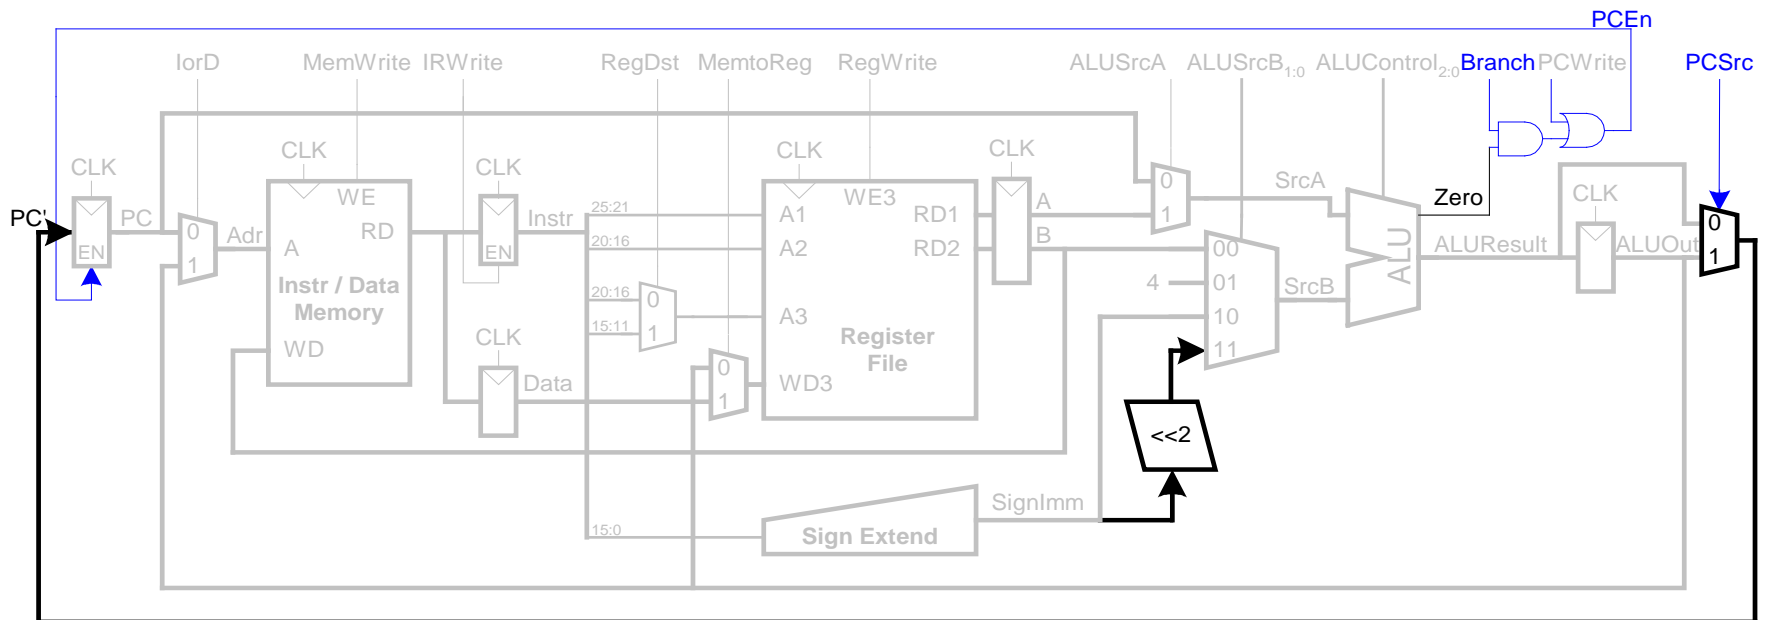 PCEn
IorD MemWrite IRWrite RegDst MemtoReg RegWrite ALUSrcA ALUSrcB1:0 ALUControl2:0 Branch PCWrite PCSrc
CLK CLK CLK CLK CLK CLK
PC' PC EN
0
1
Adr
WE
A RD
Instr / Data
Memory
WD
EN
Instr
CLK
Data
25:21
20:16
20:16
15:11
15:0
0
1
0
1
WE3
A1 RD1
A2 RD2
A3
Register
File
WD3
A
B
0
1
SrcA
4
00
01
10
11
SrcB
<<2
SignImm
Sign Extend
ALU
Zero
ALUResult
CLK
ALUOut
0
1